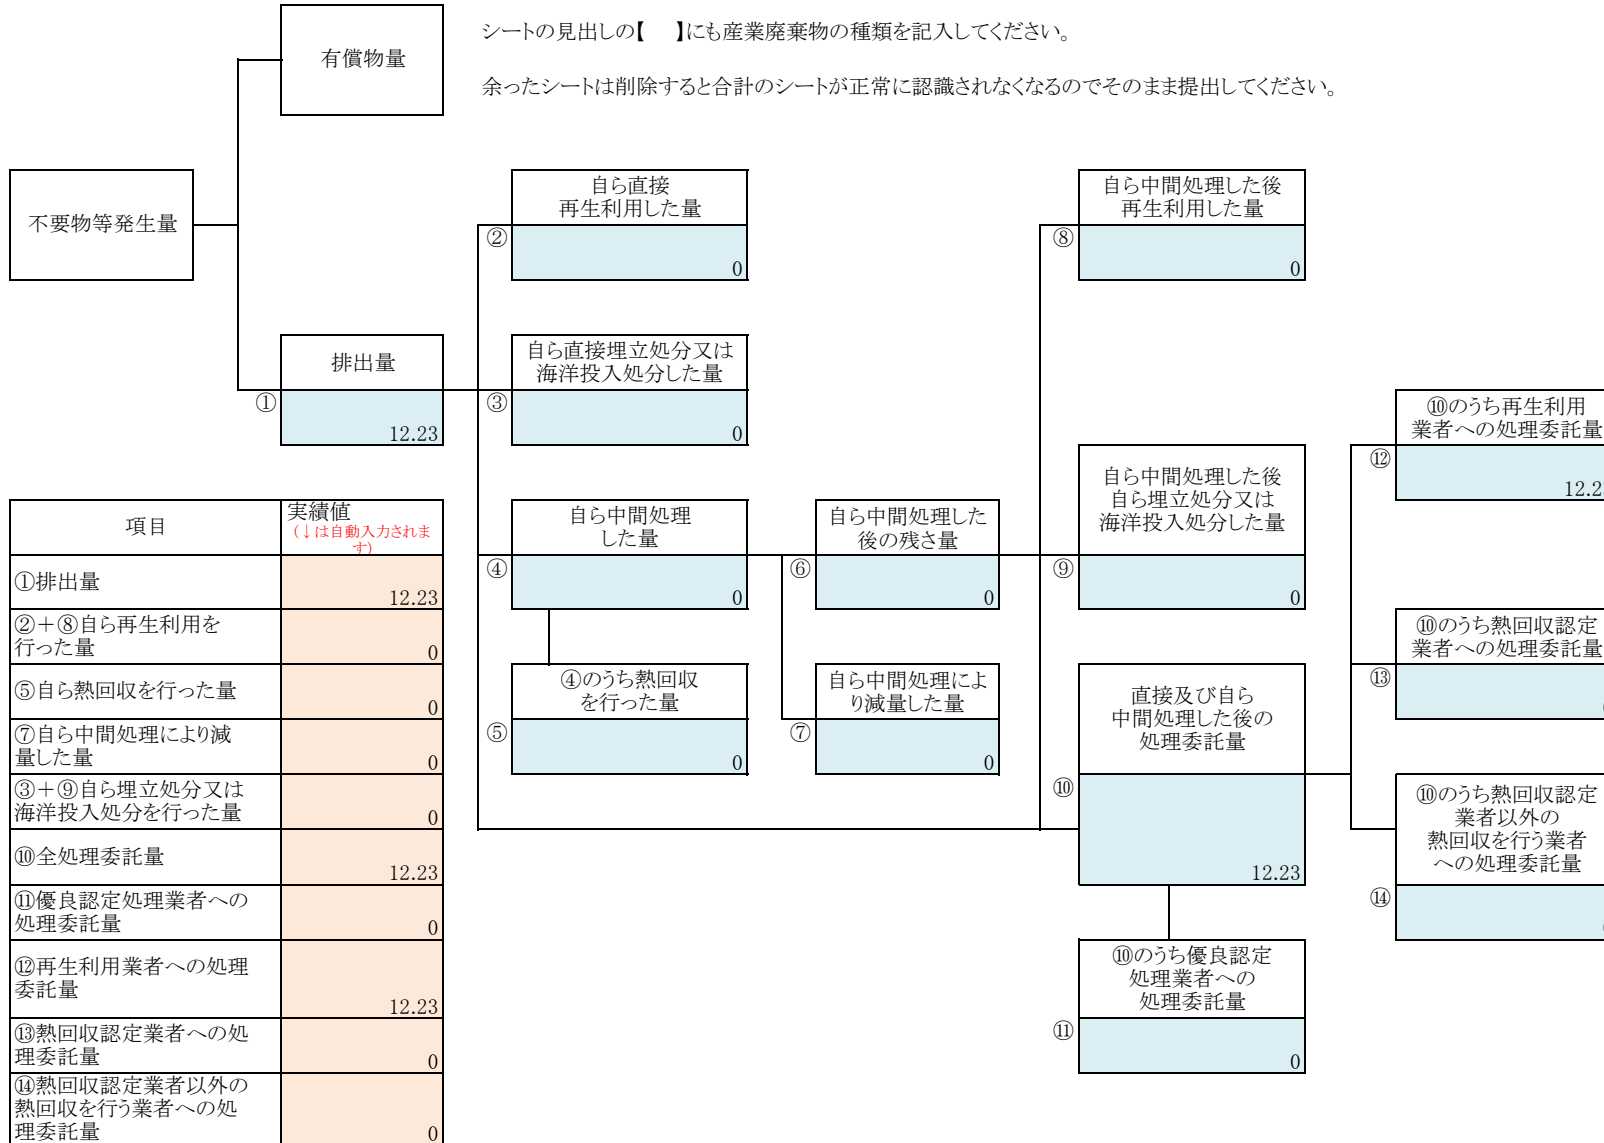 シートの見出しの【　】にも産業廃棄物の種類を記入してください。
有償物量
余ったシートは削除すると合計のシートが正常に認識されなくなるのでそのまま提出してください。
不要物等発生量
自ら直接
再生利用した量
②
0
自ら中間処理した後
再生利用した量
⑧
0
排出量
①
12.23
自ら直接埋立処分又は
海洋投入処分した量
③
0
⑩のうち再生利用
業者への処理委託量
⑫
12.2
自ら中間処理した後
自ら埋立処分又は
海洋投入処分した量
⑨
0
自ら中間処理
した量
④
0
自ら中間処理した
後の残さ量
⑥
0
④のうち熱回収
を行った量
⑤
0
自ら中間処理によ
り減量した量
⑦
0
直接及び自ら
中間処理した後の
処理委託量
⑩
12.23
⑩のうち熱回収認定
業者への処理委託量
⑬
⑩のうち熱回収認定
業者以外の
熱回収を行う業者
への処理委託量
⑭
⑩のうち優良認定
処理業者への
処理委託量
⑪
0
項目
実績値
(↓は自動入力されま
す)
①排出量
12.23
②＋⑧自ら再生利用を
行った量
0
⑤自ら熱回収を行った量
0
⑦自ら中間処理により減
量した量
0
③＋⑨自ら埋立処分又は
海洋投入処分を行った量
0
⑩全処理委託量
12.23
⑪優良認定処理業者への
処理委託量
0
⑫再生利用業者への処理
委託量
12.23
⑬熱回収認定業者への処
理委託量
0
⑭熱回収認定業者以外の
熱回収を行う業者への処
理委託量
0